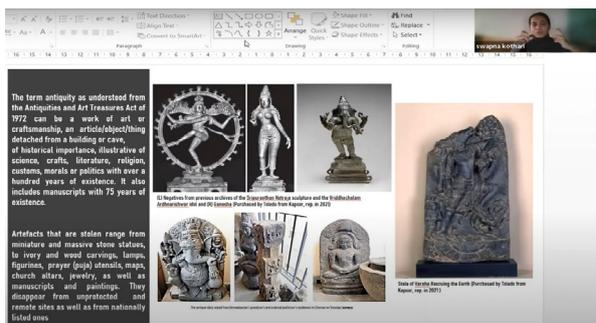 Text Direction
Align Text
Convert to SmartArt
Paragraph
Arrange
Quick
Styles
Shape Fill
Shape Outline
Shape Effects
Drawing
Find
Replace
Select
Editing
swapna kothari
The term antiquity as understood from
the Antiquities and Art Treasures Act of
1972 can be a work of art or
craftsmanship, an article/object/thing
detached from a building or cave,
of historical importance, illustrative of
science, crafts, literature, religion,
customs, morals or politics with over a
hundred years of existence. It also
includes manuscripts with 75 years of
existence.
Artefacts that are stolen range from
miniature and massive stone statues,
to ivory and wood carvings, lamps,
figurines, prayer (puja) utensils, maps,
church altars, jewelry, as well as
manuscripts and paintings. They
disappear from unprotected and
remote sites as well as from nationally
listed ones
(L) Negatives from previous archives of the Sripuranthan Natraja sculpture and the Vriddhachalam
Ardhnarishwar idol and (R) Ganesha (Purchased by Toledo from
Kapoor, rep. in 2021)
Stele of Varaha Rescuing the Earth (Purchased by Toledo from
Kapoor, rep in 2021)